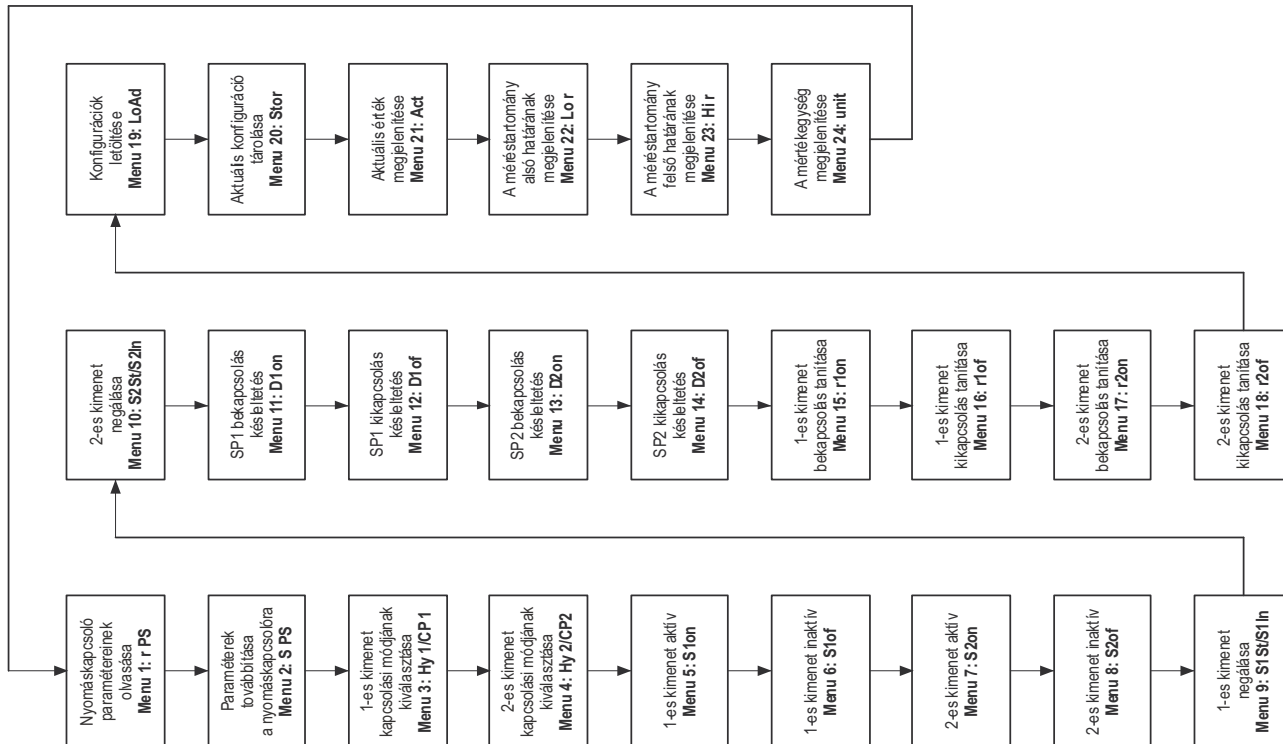 Nyomáskapcsoló
paramétereinek
olvasása
Menu 1: r PS
Paraméterek
továbbítása
a nyomáskapcsolóra
Menu 2: S PS
1-es kimenet
kapcsolási módjának
kiválasztása
Menu 3: Hy 1/CP1
2-es kimenet
kapcsolási módjának
kiválasztása
Menu 4: Hy 2/CP2
1-es kimenet aktív
Menu 5: S1on
1-es kimenet inaktív
Menu 6: S1of
2-es kimenet aktív
Menu 7: S2on
2-es kimenet inaktív
Menu 8: S2of
1-es kimenet
negálása
Menu 9: S1St/S1In
2-es kimenet
negálása
Menu 10: S2St/S2In
SP1 bekapcsolás
késleltetés
Menu 11: D1on
SP1 kikapcsolás
késleltetés
Menu 12: D1of
SP2 bekapcsolás
késleltetés
Menu 13: D2on
SP2 kikapcsolás
késleltetés
Menu 14: D2of
1-es kimenet
bekapcsolás tanítása
Menu 15: r1on
1-es kimenet
kikapcsolás tanítása
Menu 16: r1of
2-es kimenet
bekapcsolás tanítása
Menu 17: r2on
2-es kimenet
kikapcsolás tanítása
Menu 18: r2of
Konfigurációk
letöltése
Menu 19: LoAd
Aktuális konfiguráció
tárolása
Menu 20: Stor
Aktuális érték
megjelenítése
Menu 21: Act
A méréstartomány
alsó határának
megjelenítése
Menu 22: Lo r
A méréstartomány
felső határának
megjelenítése
Menu 23: Hi r
A mértékegység
megjelenítése
Menu 24: unit